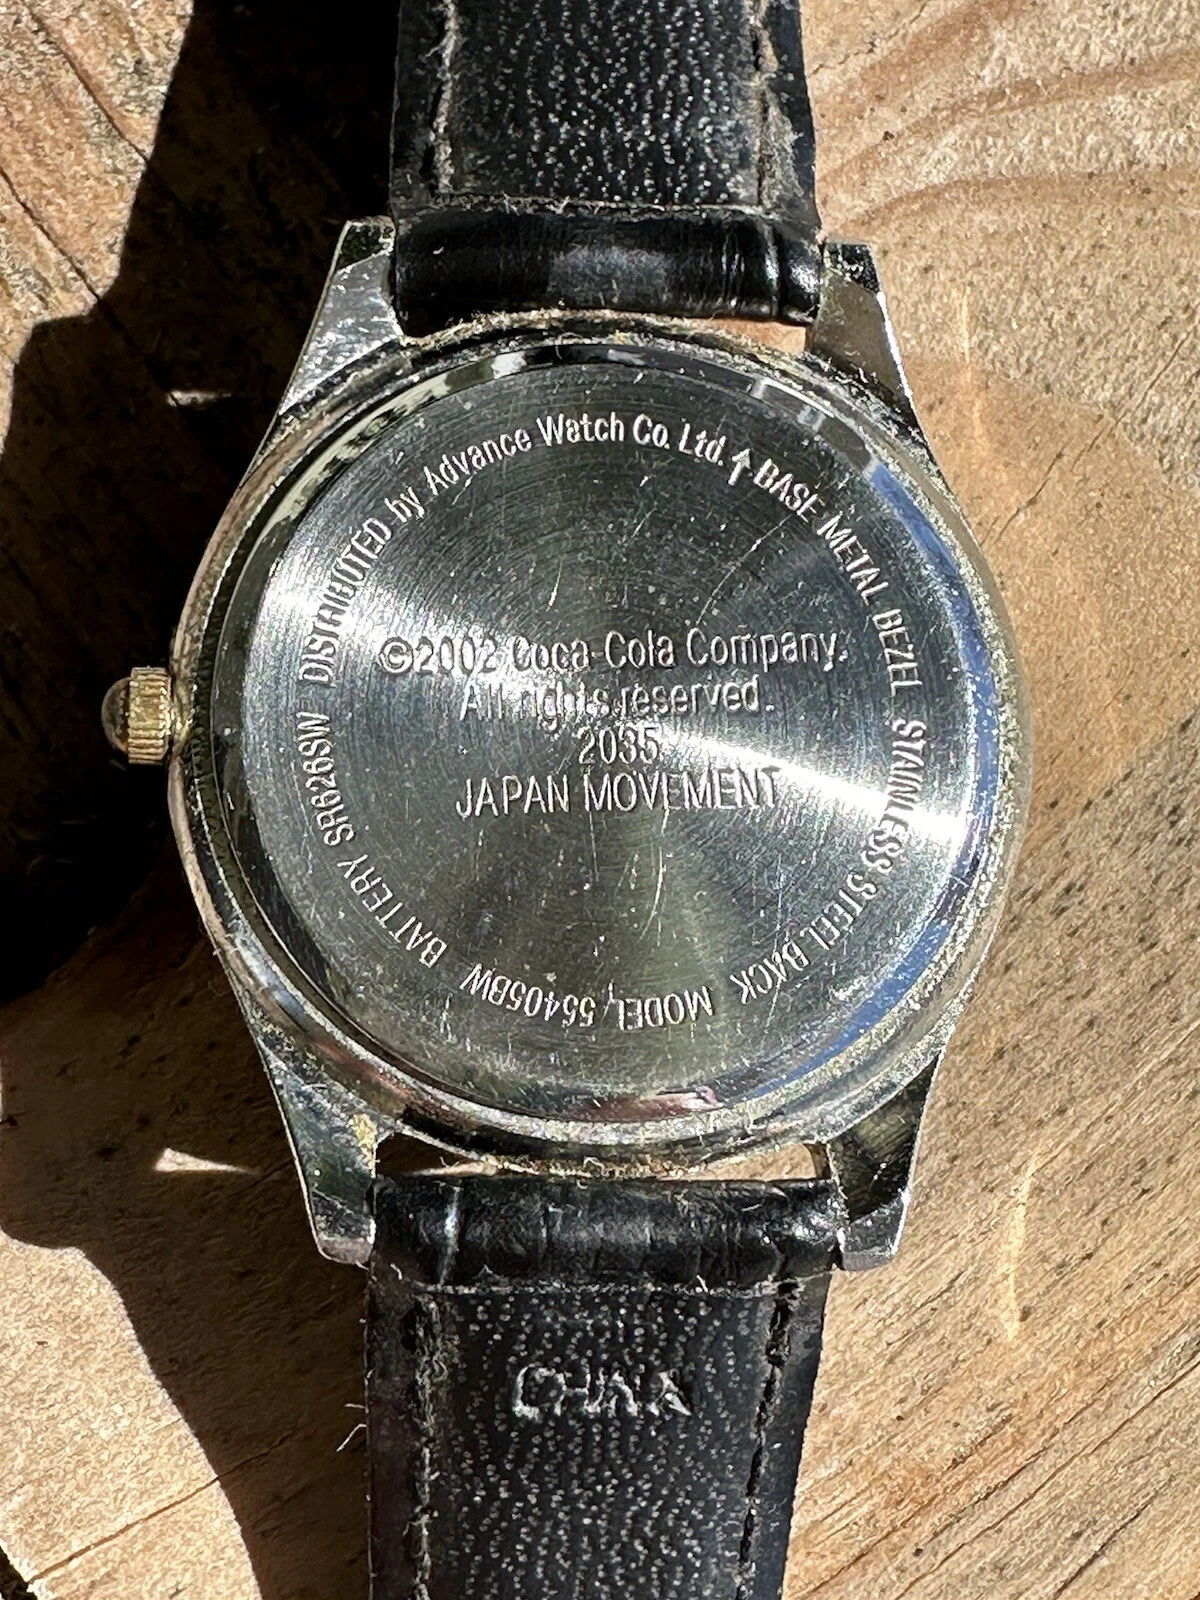 DISTRIBUTED by Advance Watch Co. Ltd. ↑ BASE METAL BEZEL STAINLESS STEEL BACK MODEL 55405BW BATTERY SR626SW
©2002 Coca-Cola Company.
All rights reserved.
2035
JAPAN MOVEMENT
CHINA